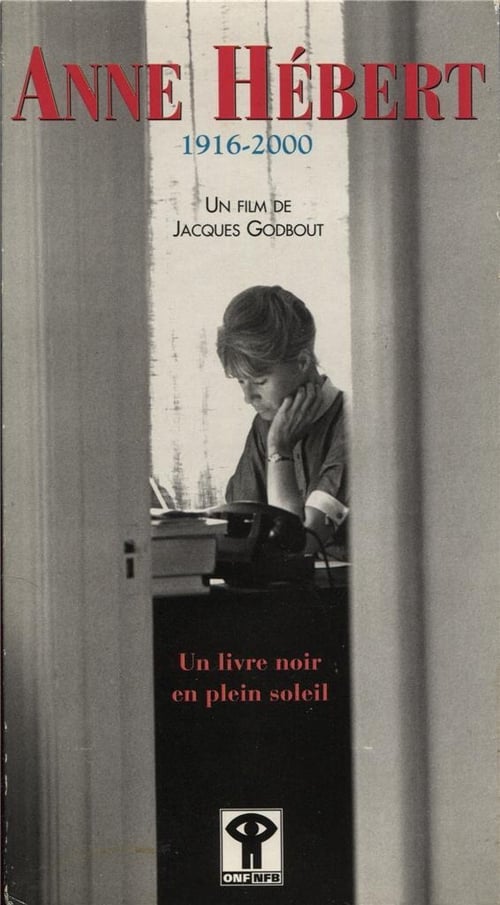 ANNE HÉBERT
1916-2000
UN FILM DE
JACQUES GODBOUT
Un livre noir
en plein soleil
ONF NFB